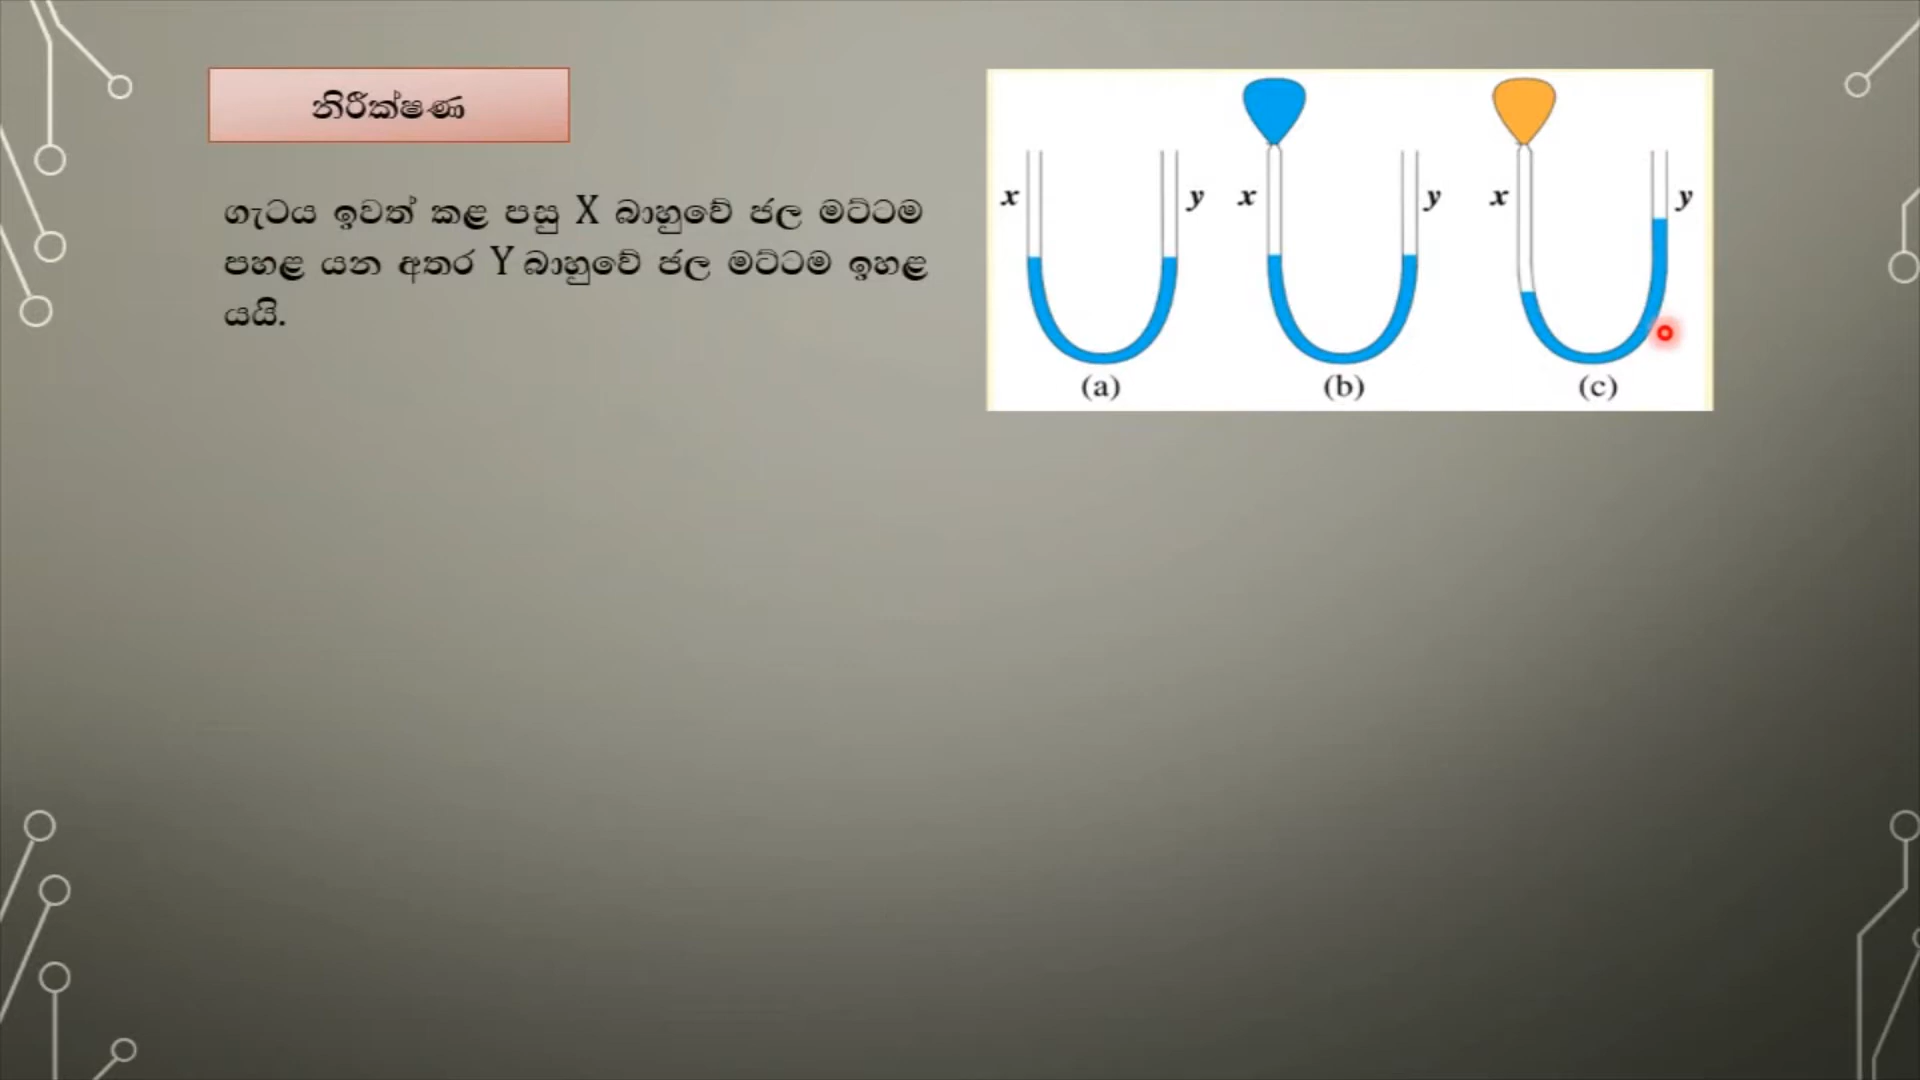 නිරීක්ෂණ
ගැටය ඉවත් කළ පසු X බාහුවේ ජල මට්ටම
පහළ යන අතර Y බාහුවේ ජල මට්ටම ඉහළ
යයි.
x y x y x y
(a) (b) (c)